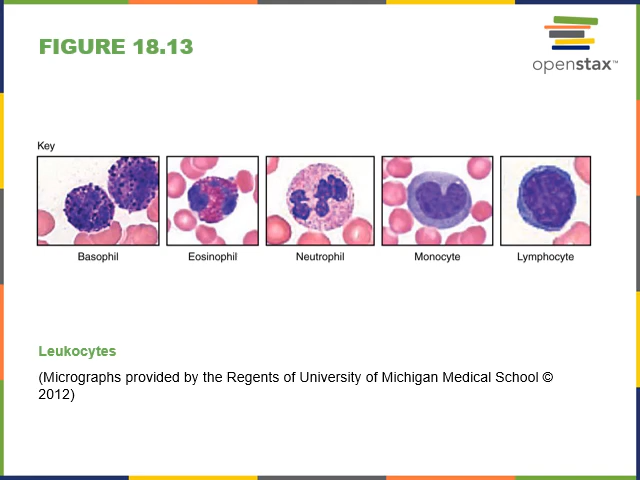 FIGURE 18.13
openstax™
Key
Basophil
Eosinophil
Neutrophil
Monocyte
Lymphocyte
Leukocytes
(Micrographs provided by the Regents of University of Michigan Medical School ©
2012)